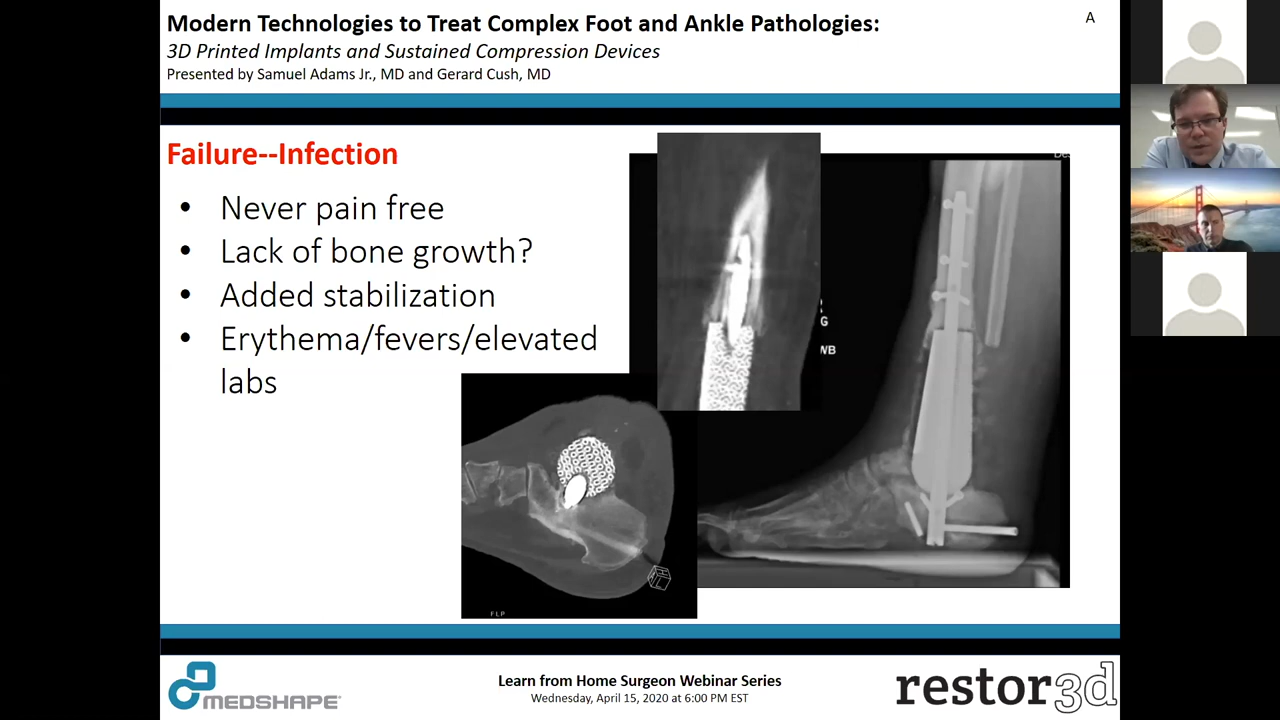 Modern Technologies to Treat Complex Foot and Ankle Pathologies:
3D Printed Implants and Sustained Compression Devices
Presented by Samuel Adams Jr., MD and Gerard Cush, MD
A
Failure--Infection
• Never pain free
• Lack of bone growth?
• Added stabilization
• Erythema/fevers/elevated
labs
G
WB
FLP
MEDSHAPE
Learn from Home Surgeon Webinar Series
Wednesday, April 15, 2020 at 6:00 PM EST
restor3d